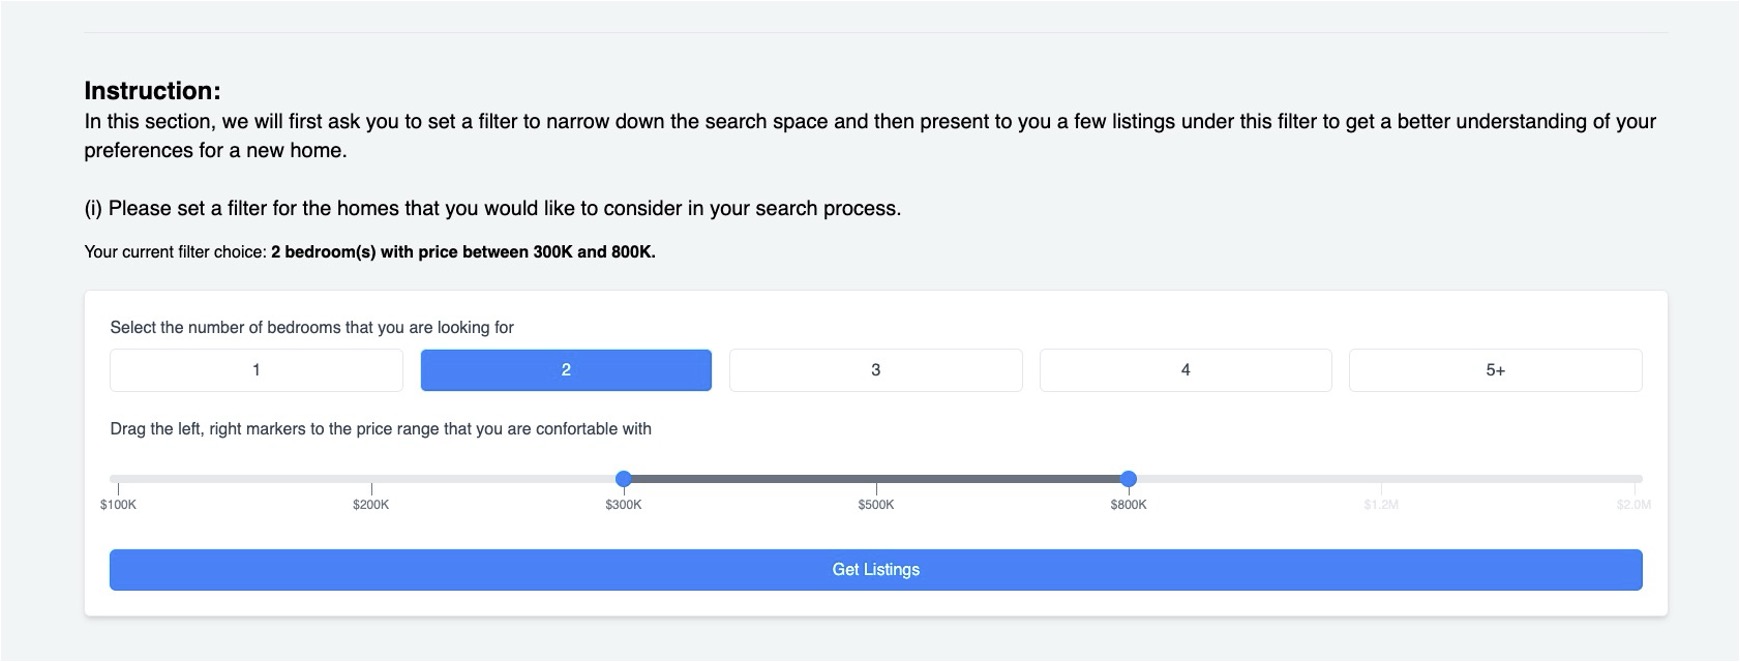 Instruction:
In this section, we will first ask you to set a filter to narrow down the search space and then present to you a few listings under this filter to get a better understanding of your
preferences for a new home.
(i) Please set a filter for the homes that you would like to consider in your search process.
Your current filter choice: 2 bedroom(s) with price between 300K and 800K.
Select the number of bedrooms that you are looking for
1 2 3 4 5+
Drag the left, right markers to the price range that you are confortable with
$100K $200K $300K $500K $800K $1.2M $2.0M
Get Listings